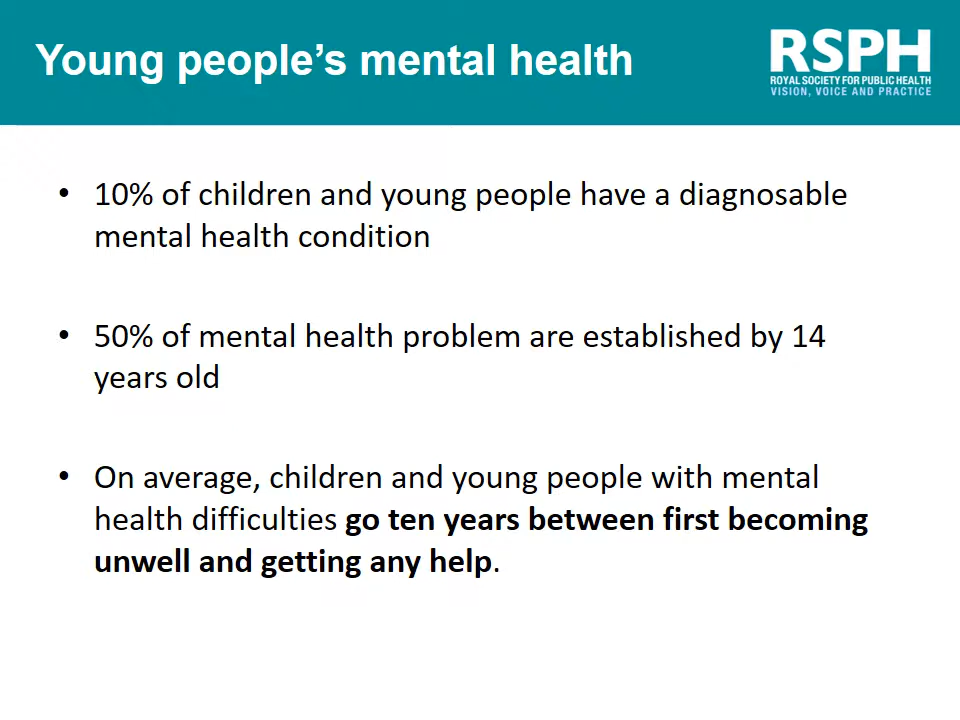 Young people’s mental health
RSPH
ROYAL SOCIETY FOR PUBLIC HEALTH
VISION, VOICE AND PRACTICE
• 10% of children and young people have a diagnosable
mental health condition
• 50% of mental health problem are established by 14
years old
• On average, children and young people with mental
health difficulties go ten years between first becoming
unwell and getting any help.